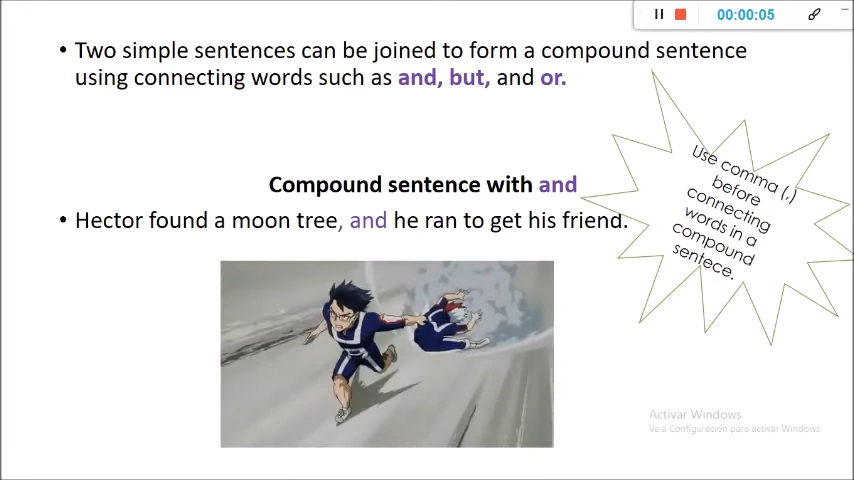 00:00:05
• Two simple sentences can be joined to form a compound sentence
using connecting words such as and, but, and or.
Compound sentence with and
• Hector found a moon tree, and he ran to get his friend.
Use comma (,)
before
connecting
words in a
compound
sentece.
Activar Windows
Ve a Configuración para activar Windows